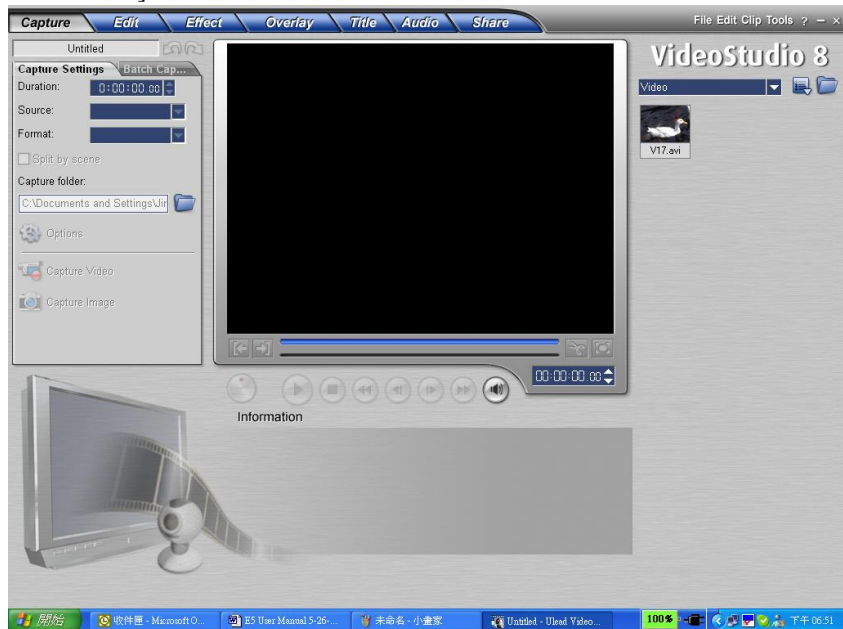 Capture Edit Effect Overlay Title Audio Share File Edit Clip Tools ?
Untitled
VideoStudio 8
Capture Settings Batch Cap...
Duration: 0:00:00.00
Video
Source:
Format:
Split by scene
V17.avi
Capture folder:
C:\Documents and Settings\Jir
Options
Capture Video
Capture Image
00:00:00.00
Information
開始 收件匣 - Microsoft O... E5 User Manual 5-26-... 未命名 - 小畫家 Untitled - Ulead Video... 100% 下午 06:51